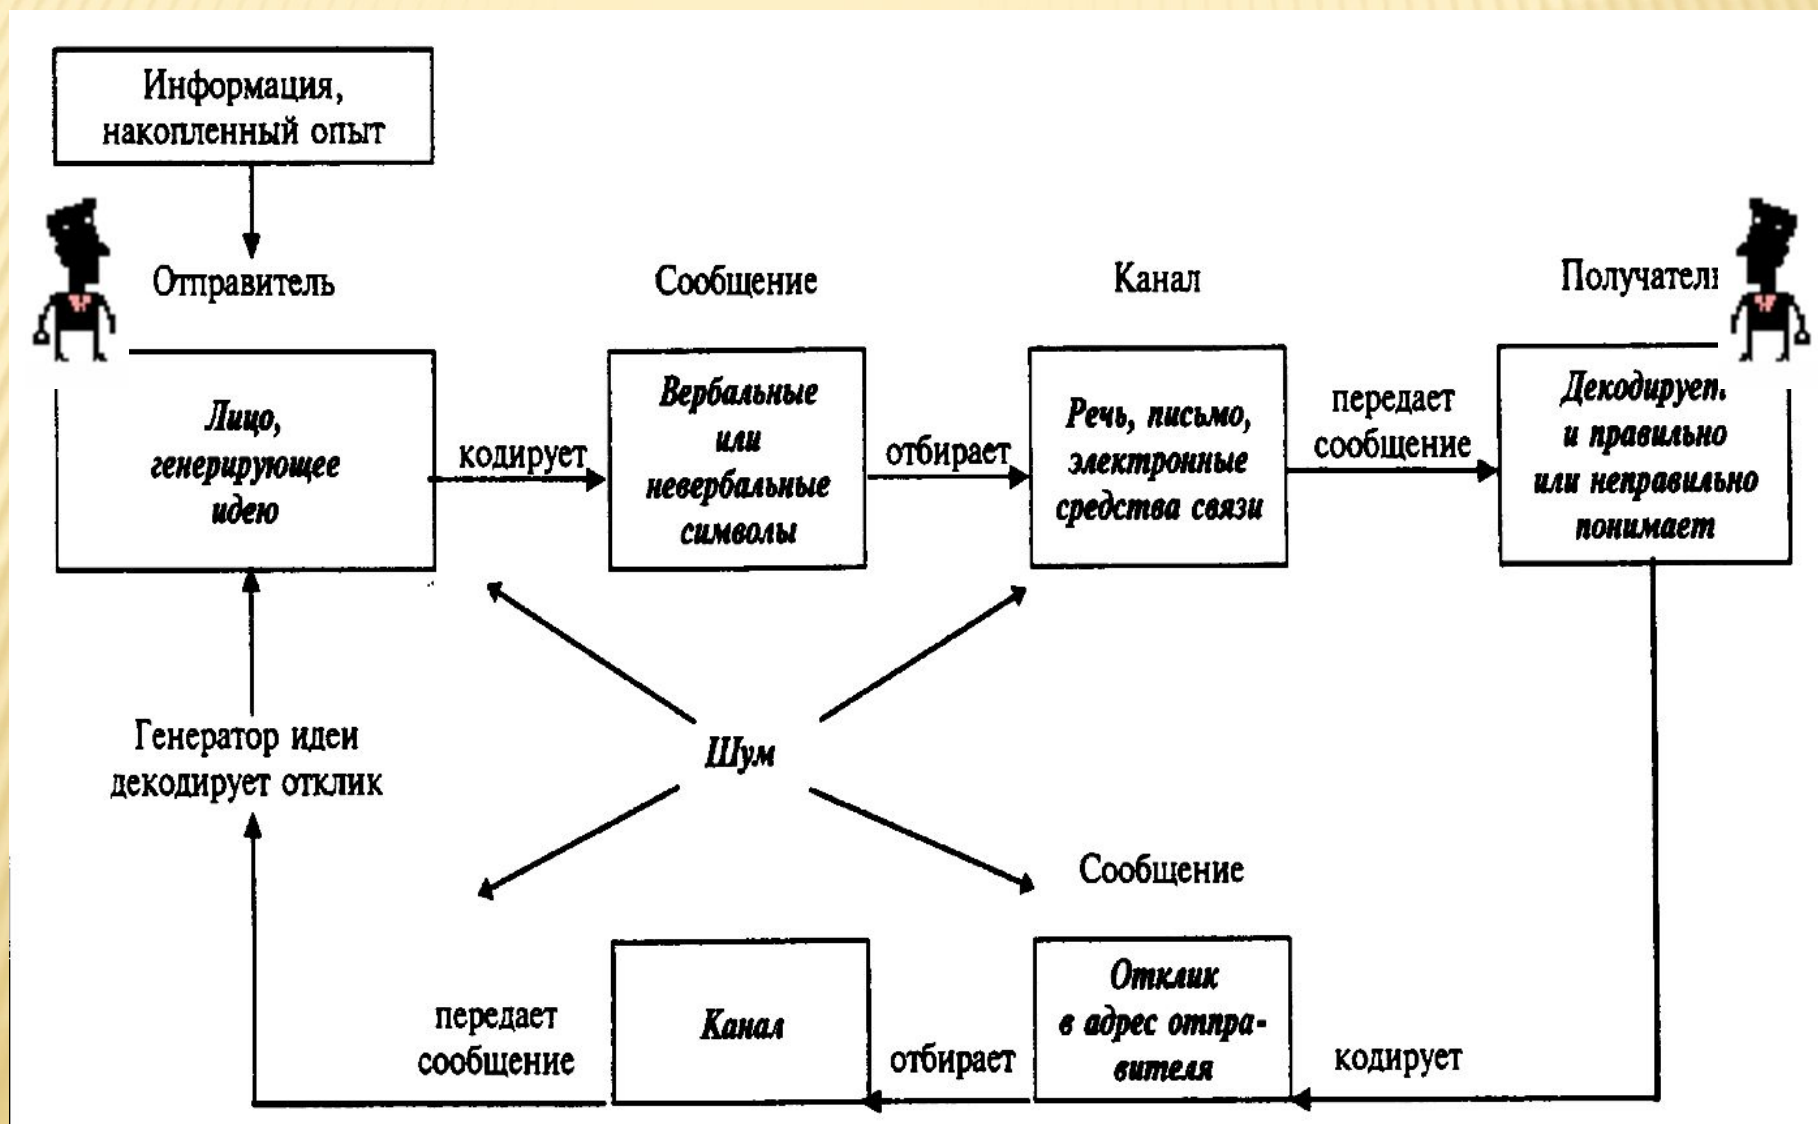 Информация,
накопленный опыт
Отправитель
Сообщение
Канал
Получатель
Лицо,
генерирующее
идею
кодирует
Вербальные
или
невербальные
символы
отбирает
Речь, письмо,
электронные
средства связи
передает
сообщение
Декодирует
и правильно
или неправильно
понимает
Генератор идеи
декодирует отклик
Шум
Сообщение
передает
сообщение
Канал
отбирает
Отклик
в адрес отпра-
вителя
кодирует